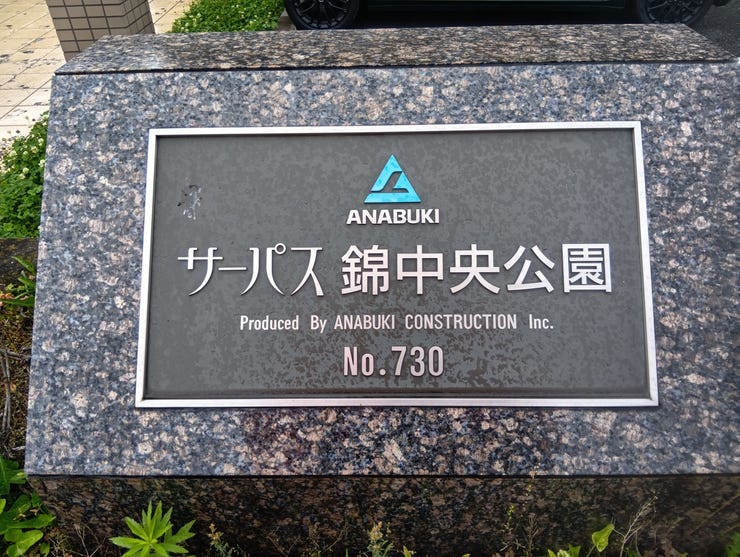 ANABUKI
サーパス 錦中央公園
Produced By ANABUKI CONSTRUCTION Inc.
No.730